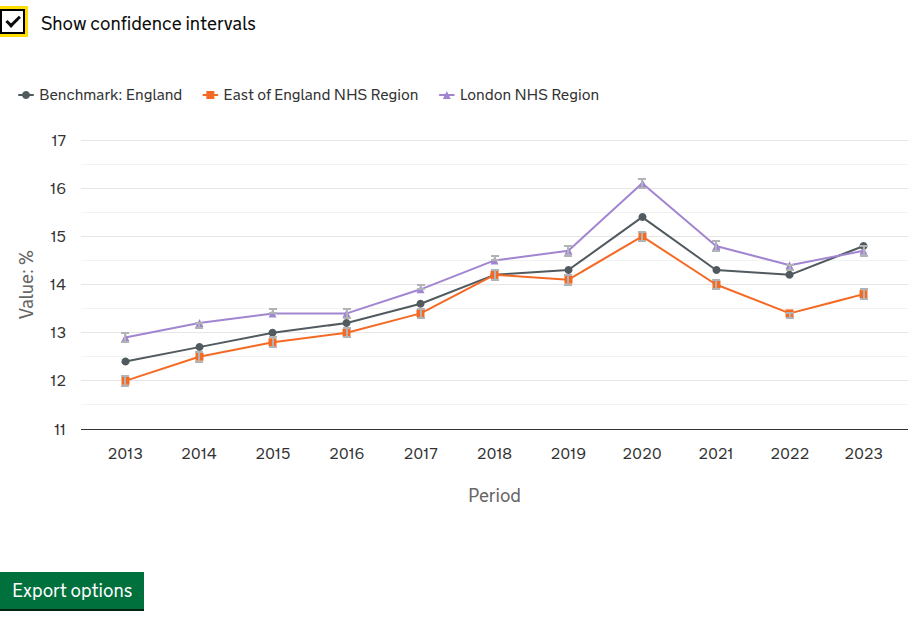 Show confidence intervals
Benchmark: England East of England NHS Region London NHS Region
17
16
15
14
13
12
11
Value: %
2013 2014 2015 2016 2017 2018 2019 2020 2021 2022 2023
Period
Export options